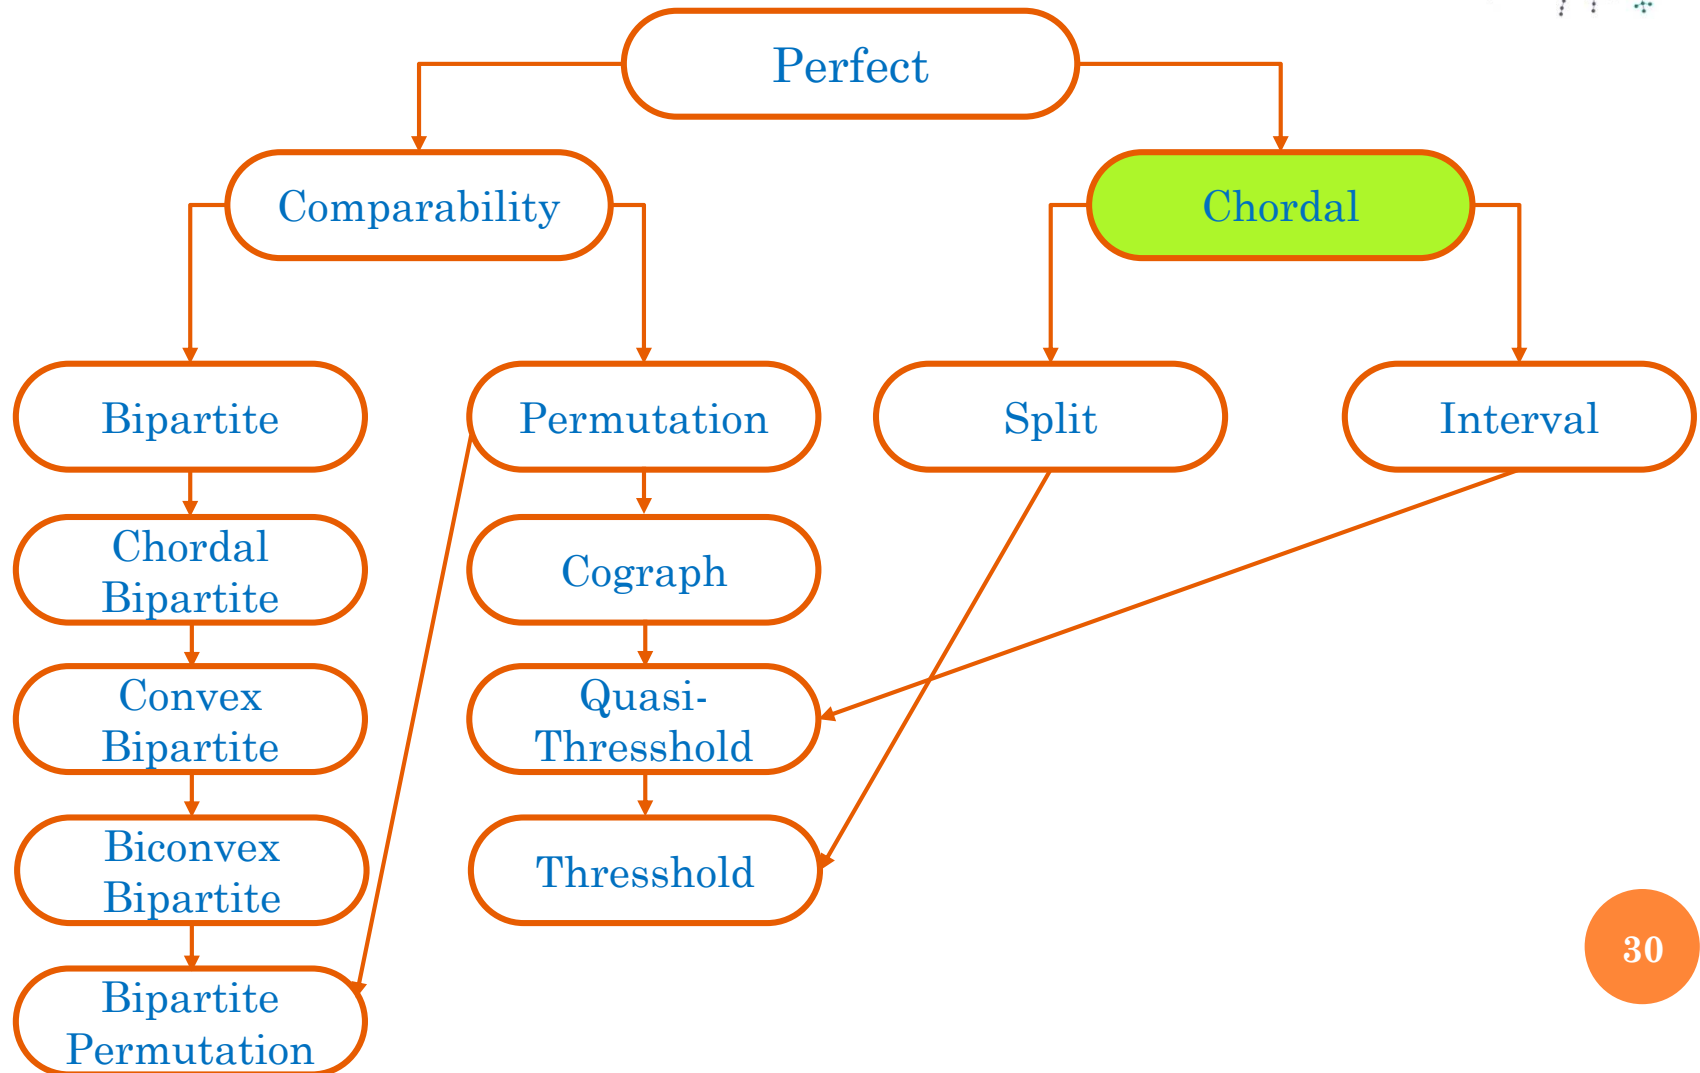 Perfect
Comparability
Chordal
Bipartite
Permutation
Split
Interval
Chordal
Bipartite
Cograph
Convex
Bipartite
Quasi-
Thresshold
Biconvex
Bipartite
Thresshold
Bipartite
Permutation
30